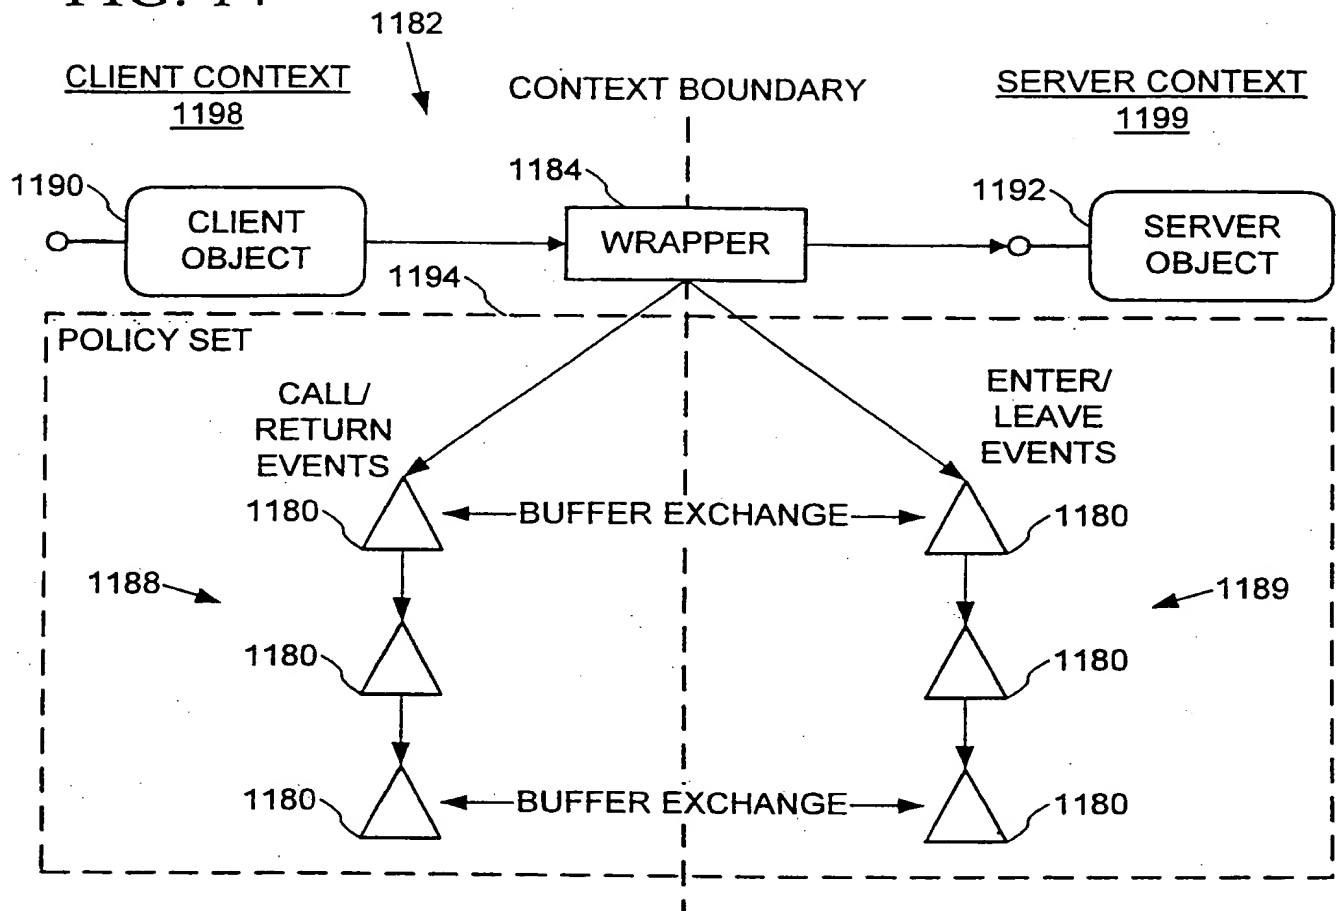 1182
CLIENT CONTEXT
1198
CONTEXT BOUNDARY
SERVER CONTEXT
1199
1190
CLIENT
OBJECT
1184
WRAPPER
1192
SERVER
OBJECT
1194
POLICY SET
CALL/
RETURN
EVENTS
ENTER/
LEAVE
EVENTS
1180
BUFFER EXCHANGE
1180
1188
1189
1180
1180
1180
BUFFER EXCHANGE
1180